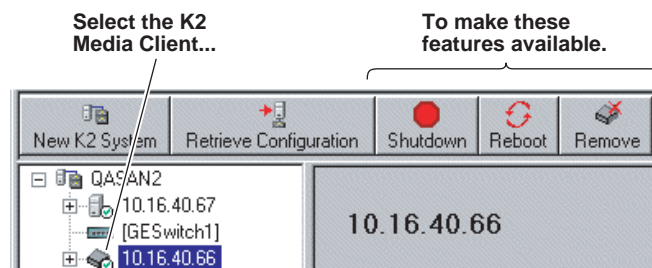 Select the K2
Media Client...
To make these
features available.
New K2 System
Retrieve Configuration
Shutdown
Reboot
Remove
QASAN2
10.16.40.67
[GESwitch1]
10.16.40.66
10.16.40.66